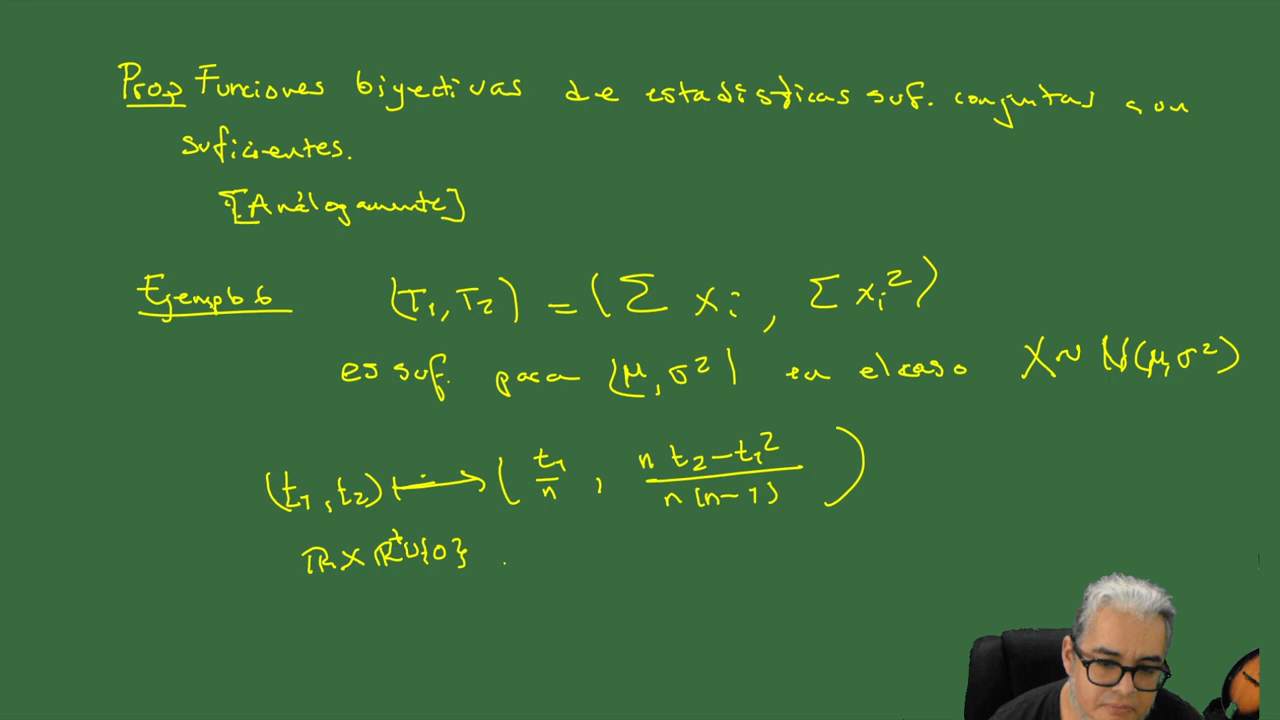 Prop Funciones biyectivas de estadísticas suf. conjuntas son
suficientes.
[Análogamente]
Ejemplo 6 (T₁, T₂) = (Σ xᵢ, Σ xᵢ²)
es suf. para (μ, σ²) en el caso X ~ N(μ, σ²)
(t₁, t₂) ↦ (t₁/n, (n t₂ − t₁²)/(n(n−1)))
ℝ × ℝ⁺∪{0}